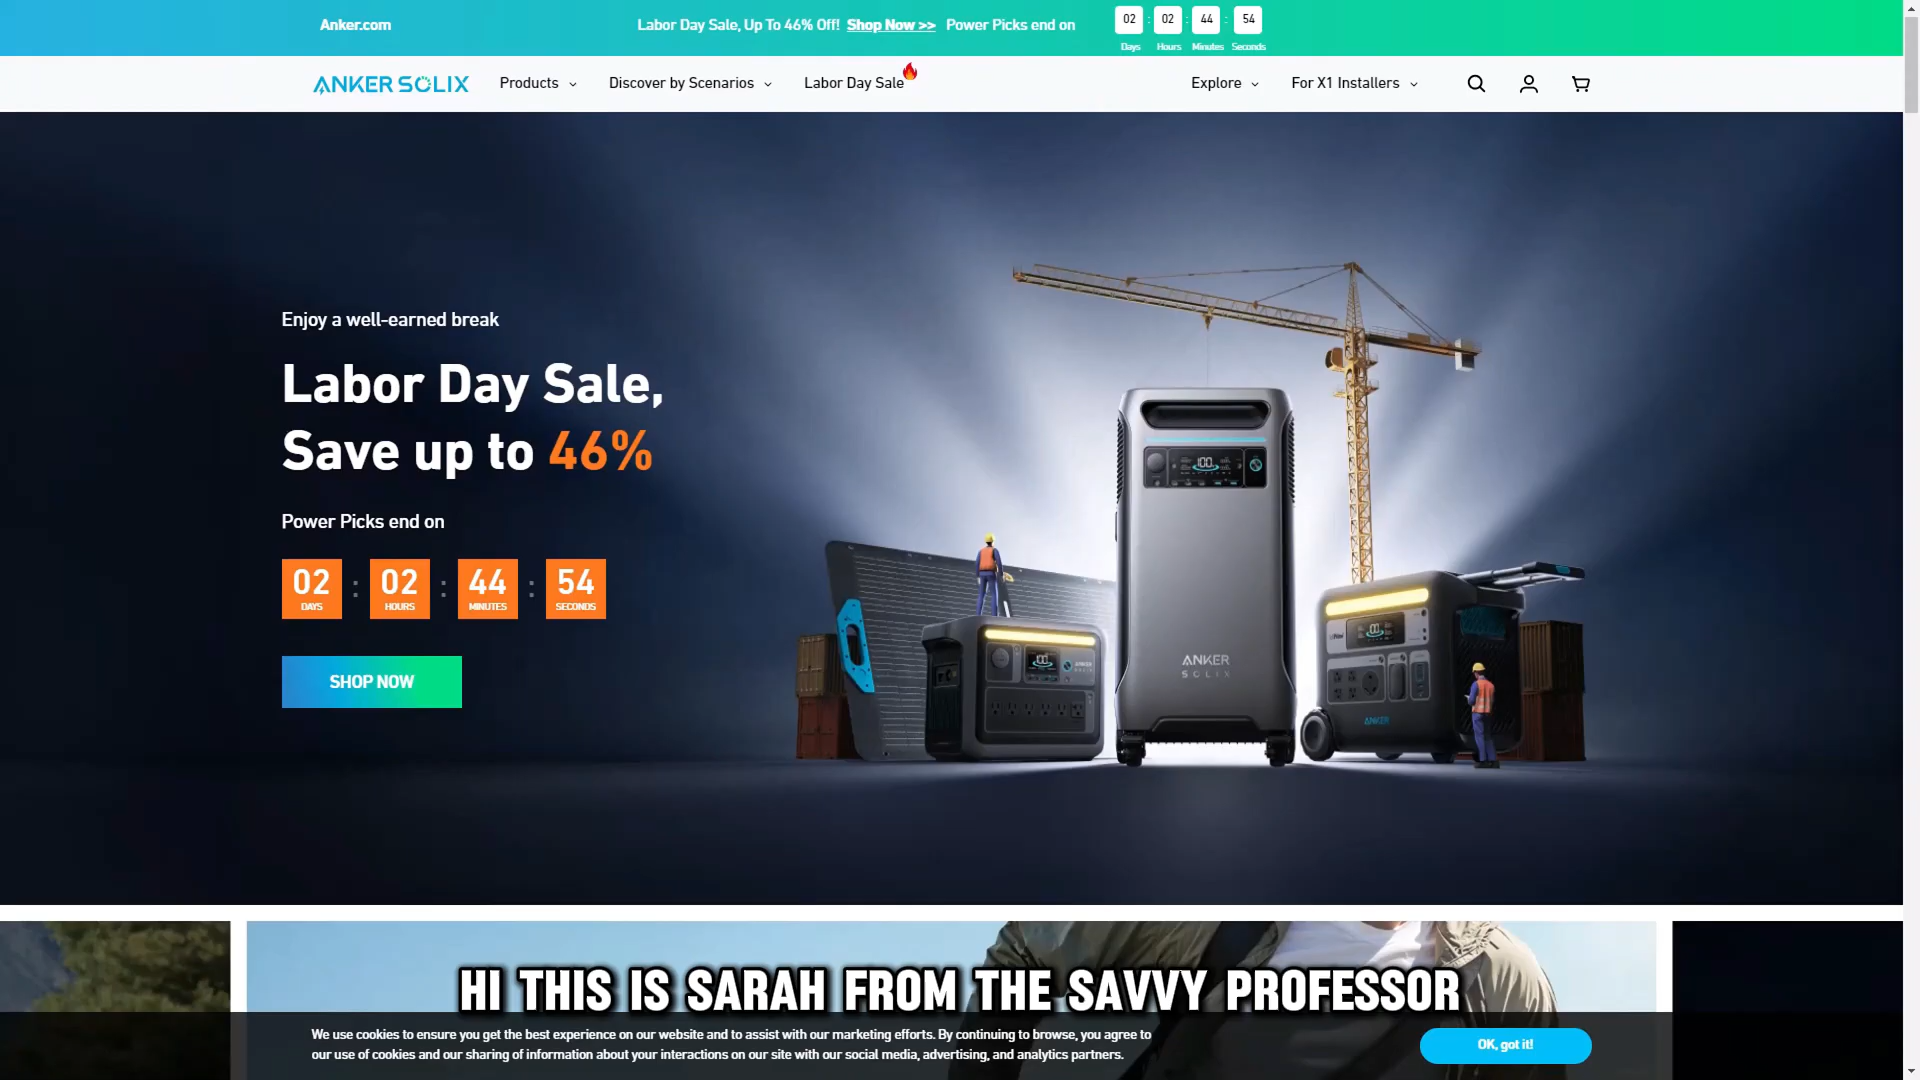 Anker.com
Labor Day Sale, Up To 46% Off! Shop Now >> Power Picks end on
02 : 02 : 44 : 54
Days Hours Minutes Seconds
ANKER SOLIX
Products
Discover by Scenarios
Labor Day Sale
Explore
For X1 Installers
Enjoy a well-earned break
Labor Day Sale,
Save up to 46%
Power Picks end on
02 : 02 : 44 : 54
DAYS HOURS MINUTES SECONDS
SHOP NOW
ANKER
SOLIX
ANKER
HI THIS IS SARAH FROM THE SAVVY PROFESSOR
We use cookies to ensure you get the best experience on our website and to assist with our marketing efforts. By continuing to browse, you agree to
our use of cookies and our sharing of information about your interactions on our site with our social media, advertising, and analytics partners.
OK, got it!